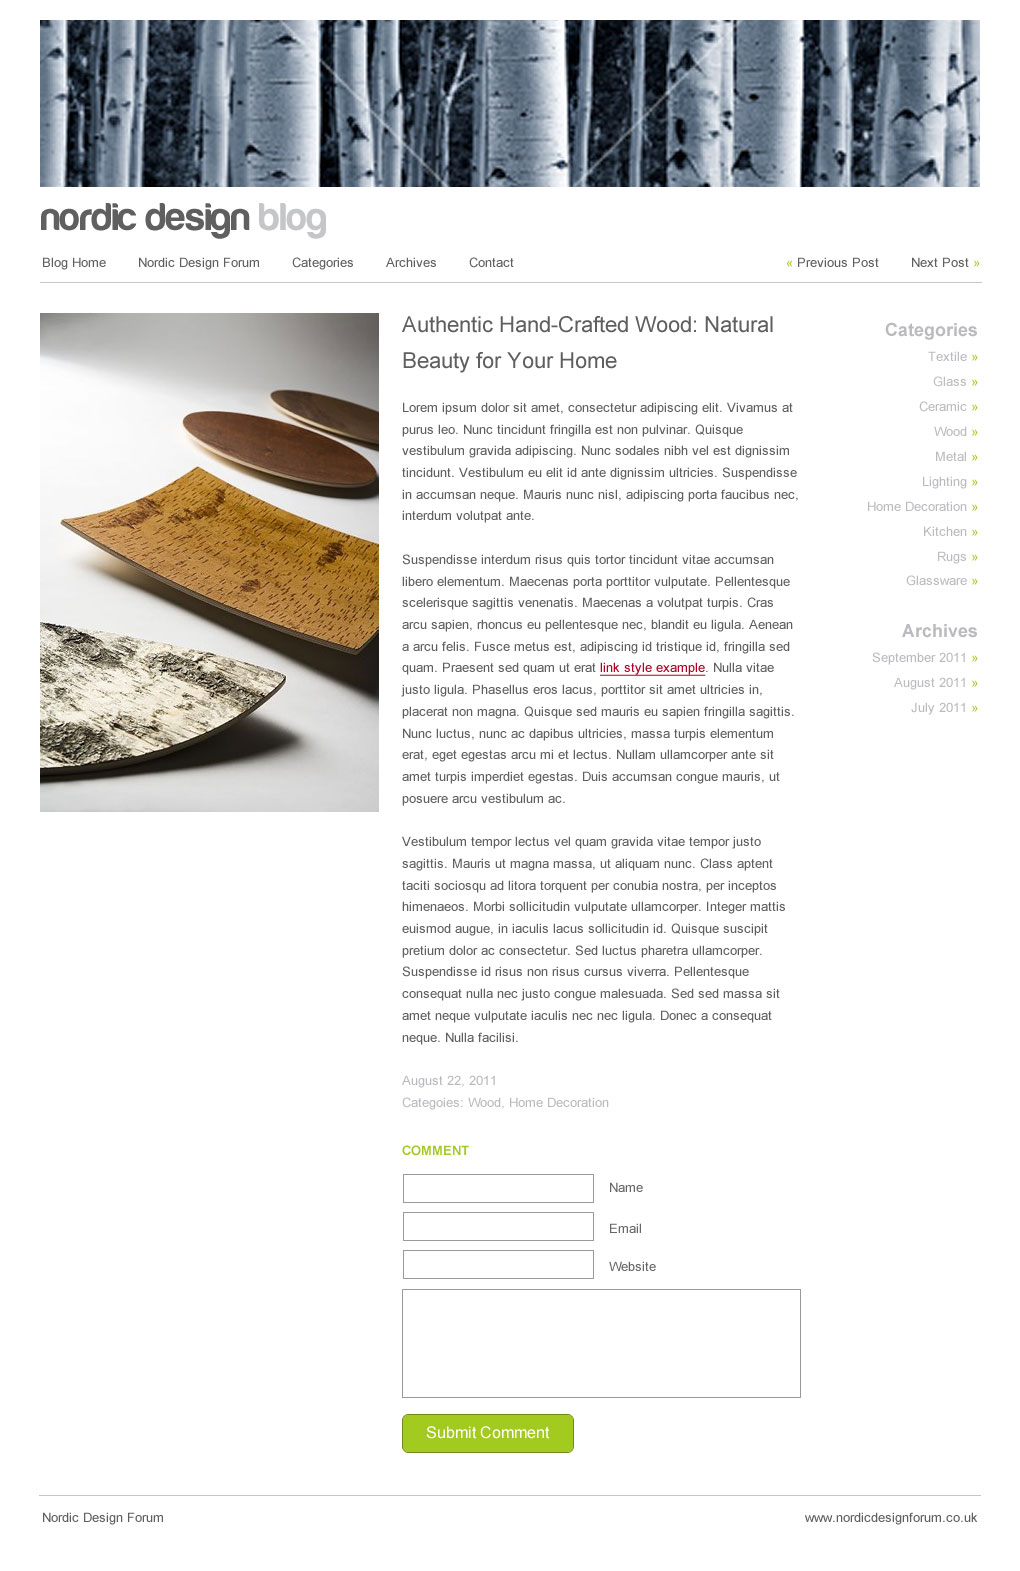 nordic design blog
Blog Home Nordic Design Forum Categories Archives Contact « Previous Post Next Post »
Authentic Hand-Crafted Wood: Natural
Beauty for Your Home
Lorem ipsum dolor sit amet, consectetur adipiscing elit. Vivamus at
purus leo. Nunc tincidunt fringilla est non pulvinar. Quisque
vestibulum gravida adipiscing. Nunc sodales nibh vel est dignissim
tincidunt. Vestibulum eu elit id ante dignissim ultricies. Suspendisse
in accumsan neque. Mauris nunc nisl, adipiscing porta faucibus nec,
interdum volutpat ante.
Suspendisse interdum risus quis tortor tincidunt vitae accumsan
libero elementum. Maecenas porta porttitor vulputate. Pellentesque
scelerisque sagittis venenatis. Maecenas a volutpat turpis. Cras
arcu sapien, rhoncus eu pellentesque nec, blandit eu ligula. Aenean
a arcu felis. Fusce metus est, adipiscing id tristique id, fringilla sed
quam. Praesent sed quam ut erat link style example. Nulla vitae
justo ligula. Phasellus eros lacus, porttitor sit amet ultricies in,
placerat non magna. Quisque sed mauris eu sapien fringilla sagittis.
Nunc luctus, nunc ac dapibus ultricies, massa turpis elementum
erat, eget egestas arcu mi et lectus. Nullam ullamcorper ante sit
amet turpis imperdiet egestas. Duis accumsan congue mauris, ut
posuere arcu vestibulum ac.
Vestibulum tempor lectus vel quam gravida vitae tempor justo
sagittis. Mauris ut magna massa, ut aliquam nunc. Class aptent
taciti sociosqu ad litora torquent per conubia nostra, per inceptos
himenaeos. Morbi sollicitudin vulputate ullamcorper. Integer mattis
euismod augue, in iaculis lacus sollicitudin id. Quisque suscipit
pretium dolor ac consectetur. Sed luctus pharetra ullamcorper.
Suspendisse id risus non risus cursus viverra. Pellentesque
consequat nulla nec justo congue malesuada. Sed sed massa sit
amet neque vulputate iaculis nec nec ligula. Donec a consequat
neque. Nulla facilisi.
August 22, 2011
Categoies: Wood, Home Decoration
COMMENT
Name
Email
Website
Submit Comment
Categories
Textile »
Glass »
Ceramic »
Wood »
Metal »
Lighting »
Home Decoration »
Kitchen »
Rugs »
Glassware »
Archives
September 2011 »
August 2011 »
July 2011 »
Nordic Design Forum www.nordicdesignforum.co.uk